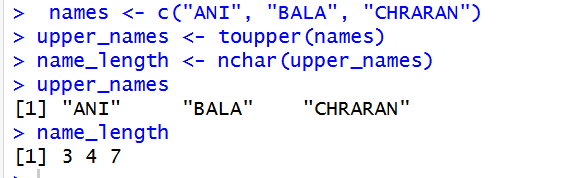 >  names <- c("ANI", "BALA", "CHRARAN")
> upper_names <- toupper(names)
> name_length <- nchar(upper_names)
> upper_names
[1] "ANI"     "BALA"    "CHRARAN"
> name_length
[1] 3 4 7
>